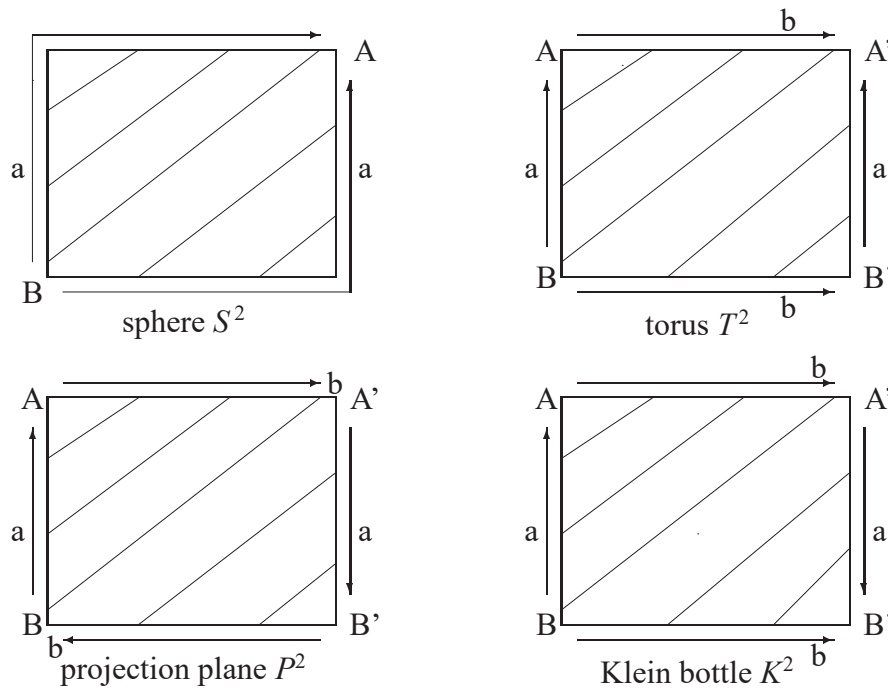 b
A A A'
a a a a
B B B'
b
sphere S² torus T²
b b
A A' A A'
a a a a
B B' B B'
b b
projection plane P² Klein bottle K²